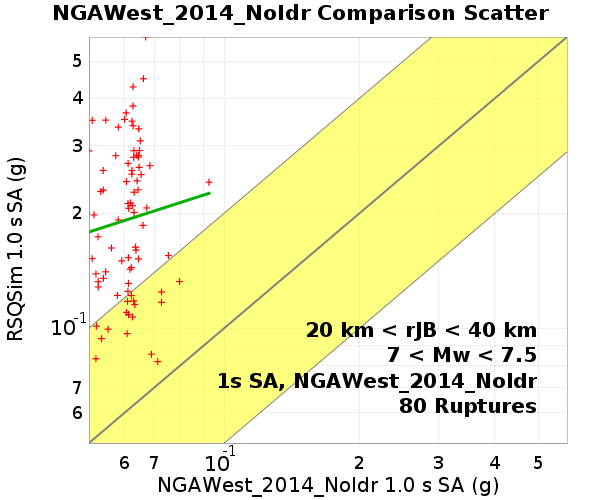 NGAWest_2014_NoIdr Comparison Scatter
RSQSim 1.0 s SA (g)
5
4
3
2
10^-1
7
6
20 km < rJB < 40 km
7 < Mw < 7.5
1s SA, NGAWest_2014_NoIdr
80 Ruptures
6 7 10^-1 2 3 4 5
NGAWest_2014_NoIdr 1.0 s SA (g)